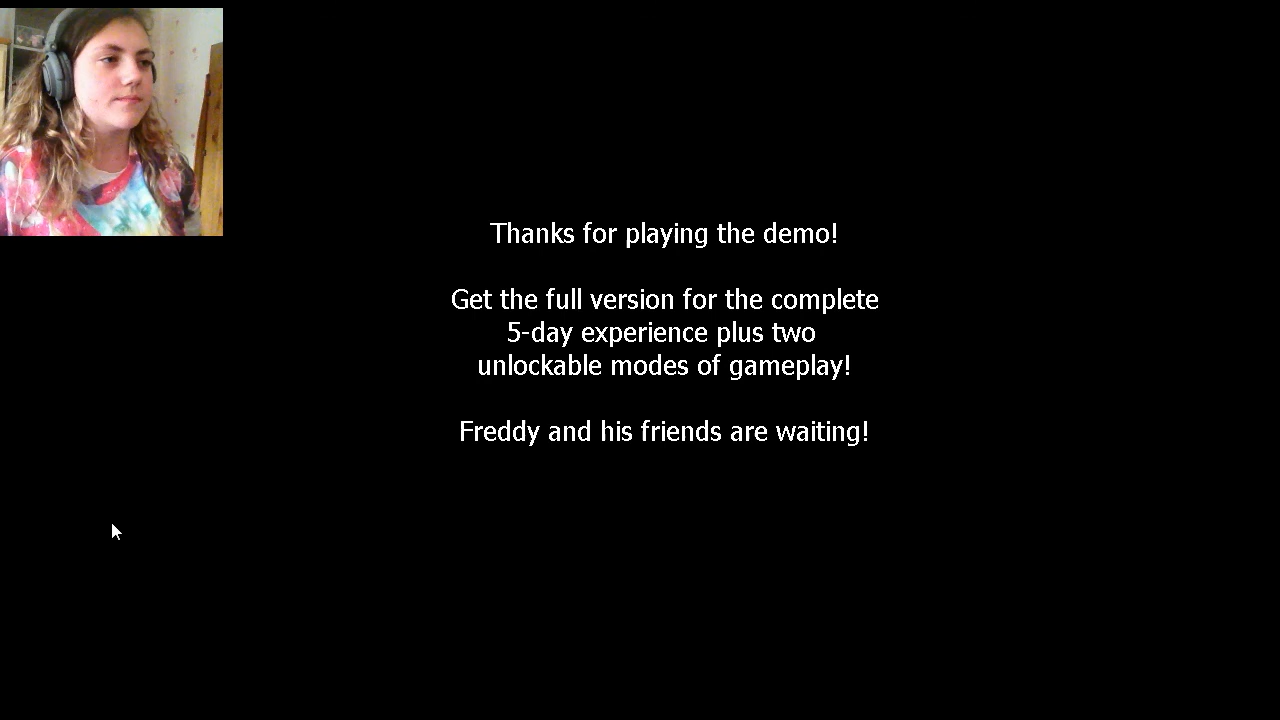 Thanks for playing the demo!
Get the full version for the complete
5-day experience plus two
unlockable modes of gameplay!
Freddy and his friends are waiting!